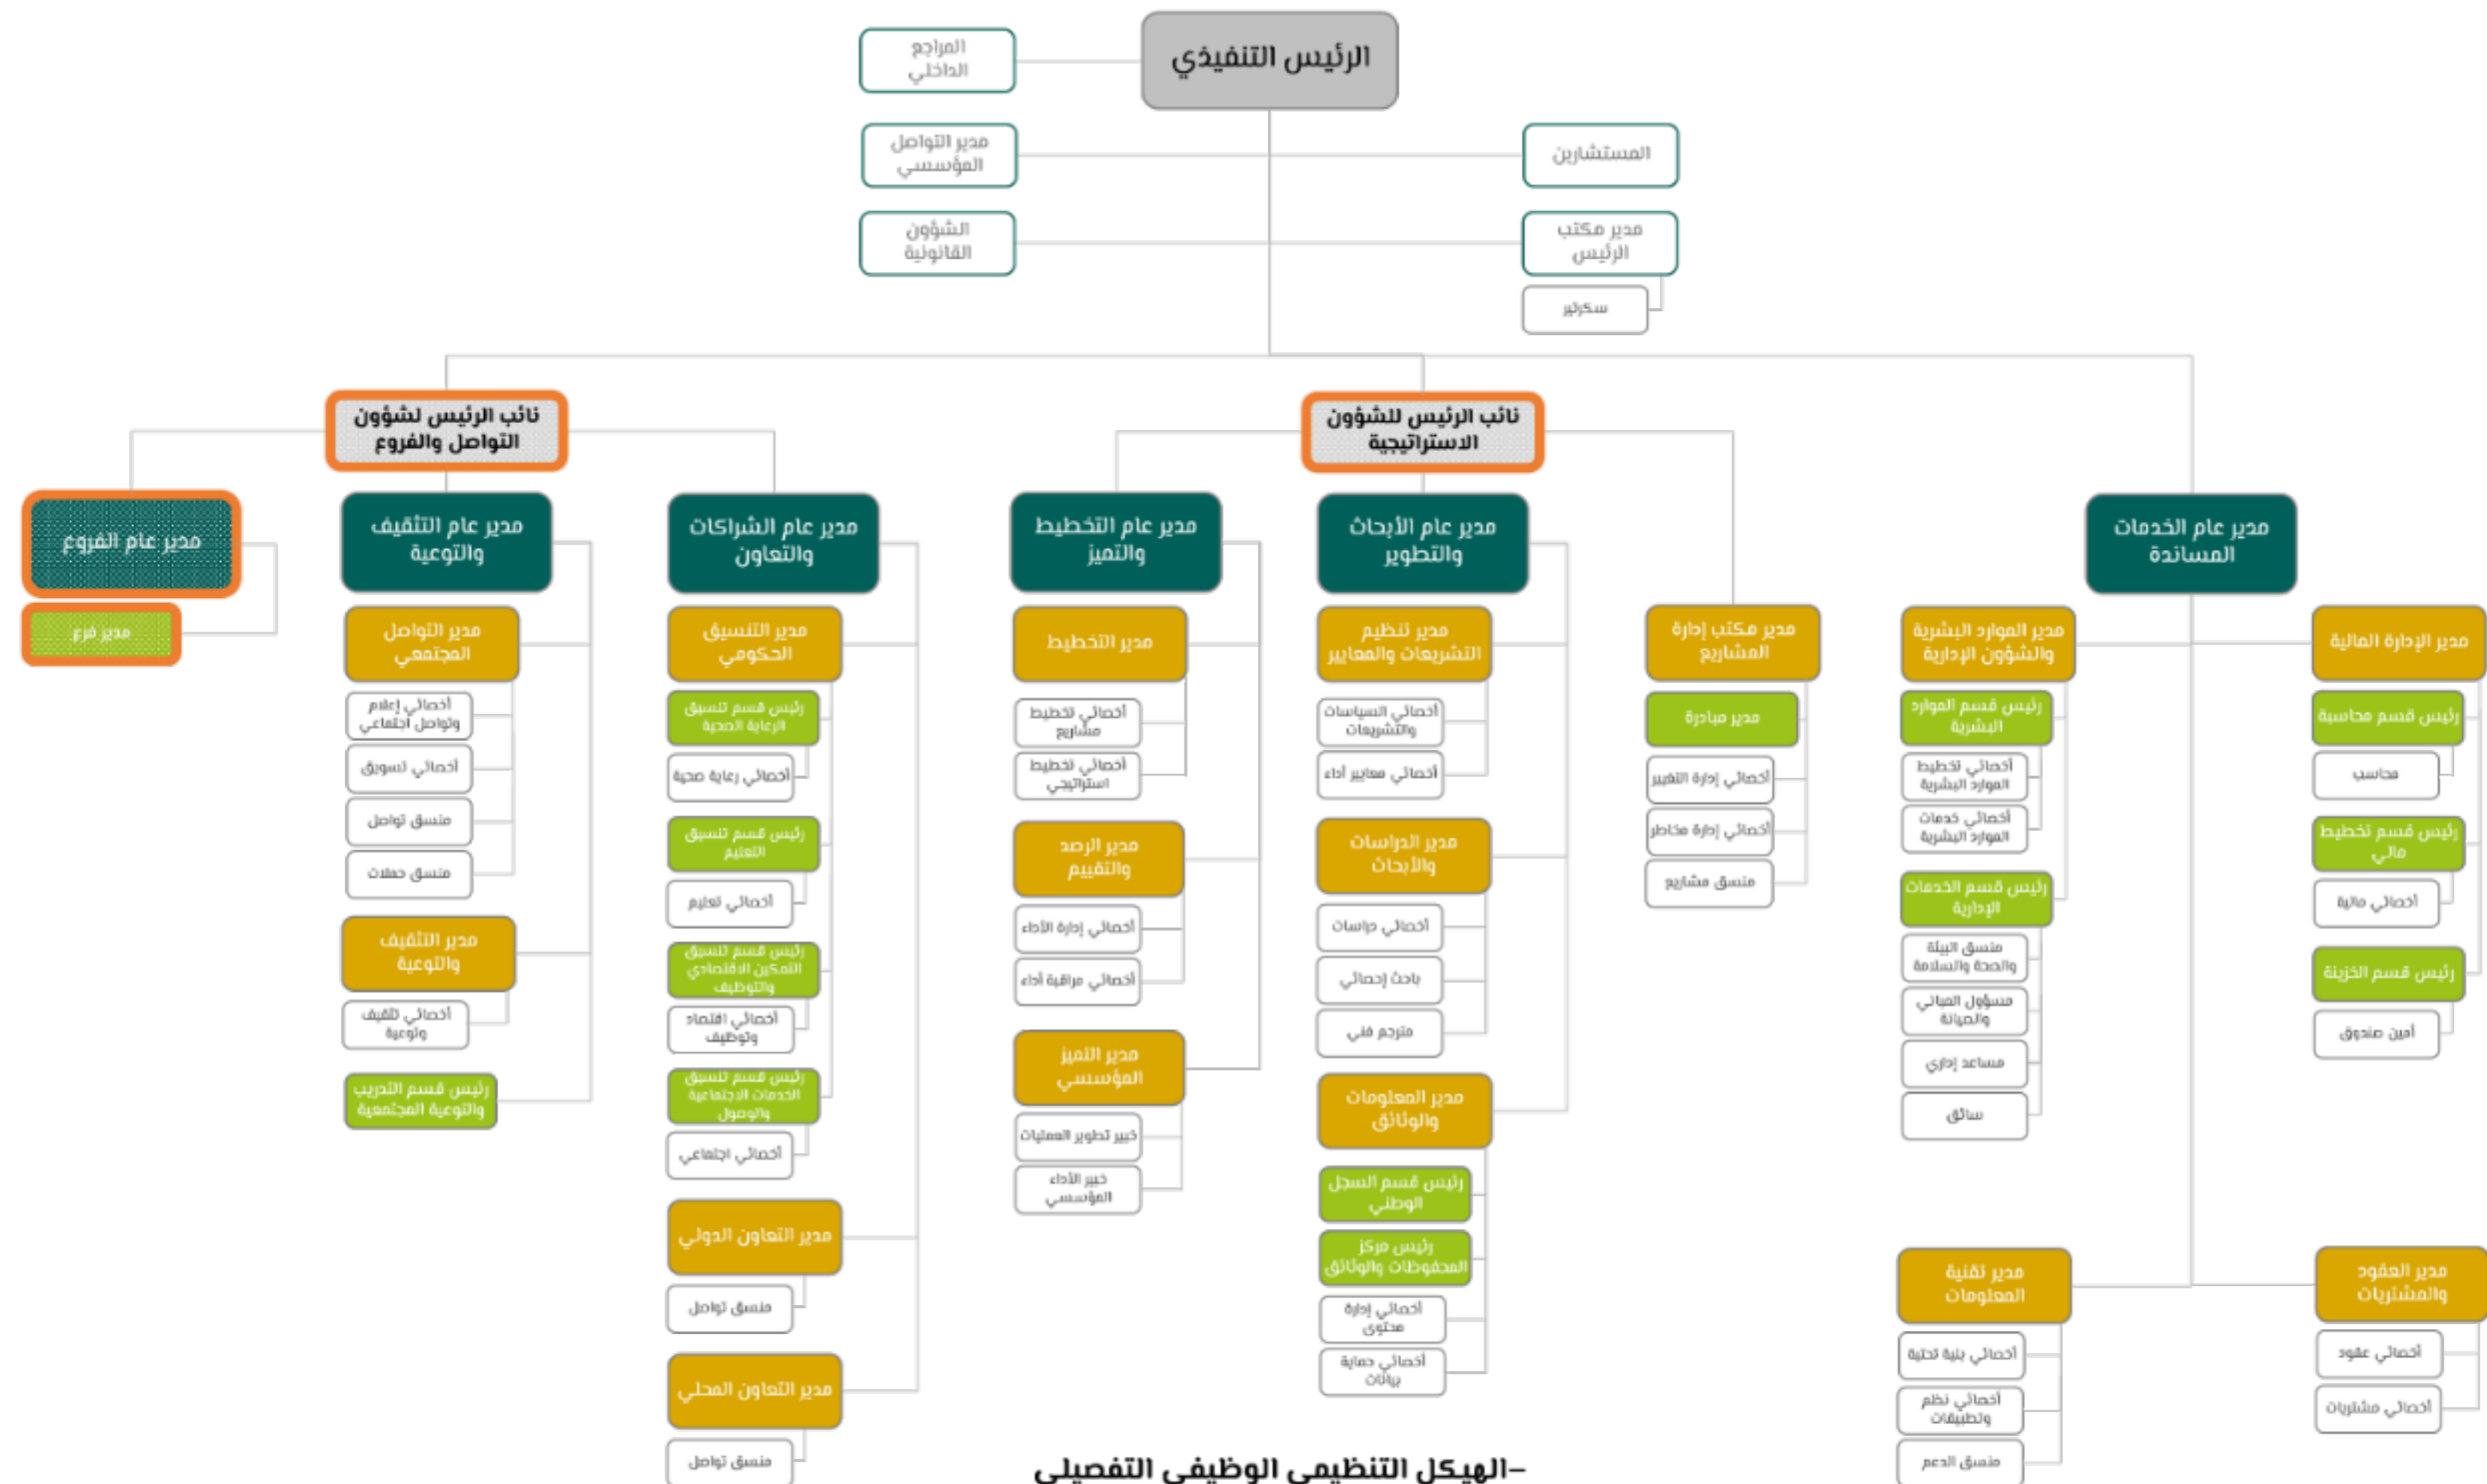 الرئيس التنفيذي
المراجع
الداخلي
المستشارين
مدير التواصل
المؤسسي
مدير مكتب
الرئيس
الشؤون
القانونية
سكرتير
نائب الرئيس للشؤون
الاستراتيجية
نائب الرئيس لشؤون
التواصل والفروع
مدير عام الخدمات
المساندة
مدير الإدارة المالية
رئيس قسم محاسبة
محاسب
رئيس قسم تخطيط
مالي
أخصائي مالية
رئيس قسم الخزينة
أمين صندوق
مدير الموارد البشرية
والشؤون الإدارية
رئيس قسم الموارد
البشرية
أخصائي تخطيط
الموارد البشرية
أخصائي خدمات
الموارد البشرية
رئيس قسم الخدمات
الإدارية
منسق البيئة
والصحة والسلامة
مسؤول المباني
والصيانة
مساعد إداري
سائق
مدير العقود
والمشتريات
أخصائي عقود
أخصائي مشتريات
مدير تقنية
المعلومات
أخصائي بنية تحتية
أخصائي نظم
وتطبيقات
منسق الدعم
مدير مكتب إدارة
المشاريع
مدير مبادرة
أخصائي إدارة التغيير
أخصائي إدارة مخاطر
منسق مشاريع
مدير عام الأبحاث
والتطوير
مدير تنظيم
التشريعات والمعايير
أخصائي السياسات
والتشريعات
أخصائي معايير أداء
مدير الدراسات
والأبحاث
أخصائي دراسات
باحث إحصائي
مترجم فني
مدير المعلومات
والوثائق
رئيس قسم السجل
الوطني
رئيس مركز
المحفوظات والوثائق
أخصائي إدارة
محتوى
أخصائي حماية
بيانات
مدير عام التخطيط
والتميز
مدير التخطيط
أخصائي تخطيط
مشاريع
أخصائي تخطيط
استراتيجي
مدير الرصد
والتقييم
أخصائي إدارة الأداء
أخصائي مراقبة أداء
مدير التميز
المؤسسي
خبير تطوير العمليات
خبير الأداء
المؤسسي
مدير عام الشراكات
والتعاون
مدير التنسيق
الحكومي
رئيس قسم تنسيق
الرعاية الصحية
أخصائي رعاية صحية
رئيس قسم تنسيق
التعليم
أخصائي تعليم
رئيس قسم تنسيق
التمكين الاقتصادي
والتوظيف
أخصائي اقتصاد
وتوظيف
رئيس قسم تنسيق
الخدمات الاجتماعية
والوصول
أخصائي اجتماعي
مدير التعاون الدولي
منسق تواصل
مدير التعاون المحلي
منسق تواصل
مدير عام التثقيف
والتوعية
مدير التواصل
المجتمعي
أخصائي إعلام
وتواصل اجتماعي
أخصائي تسويق
منسق تواصل
منسق حملات
مدير التثقيف
والتوعية
أخصائي تثقيف
وتوعية
رئيس قسم التدريب
والتوعية المجتمعية
مدير عام الفروع
مدير فرع
–الهيكل التنظيمي الوظيفي التفصيلي